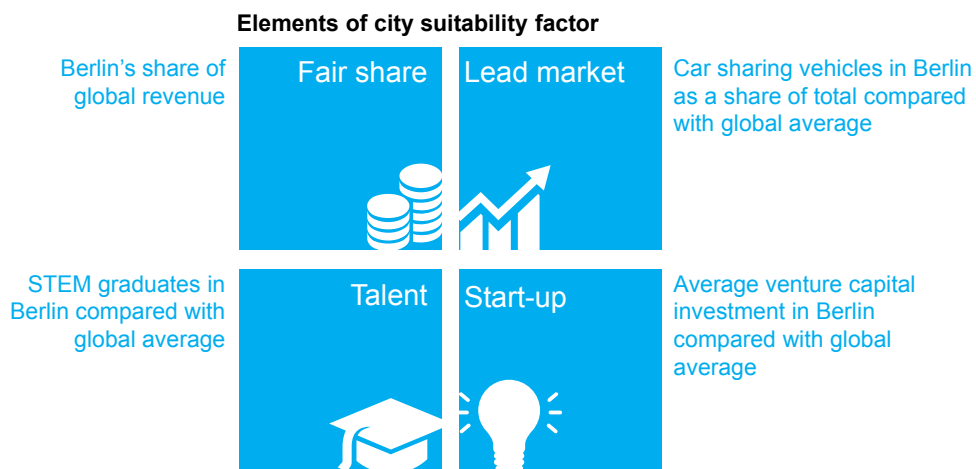 Elements of city suitability factor
Berlin's share of
global revenue
Fair share
Lead market
Car sharing vehicles in Berlin
as a share of total compared
with global average
STEM graduates in
Berlin compared with
global average
Talent
Start-up
Average venture capital
investment in Berlin
compared with global
average